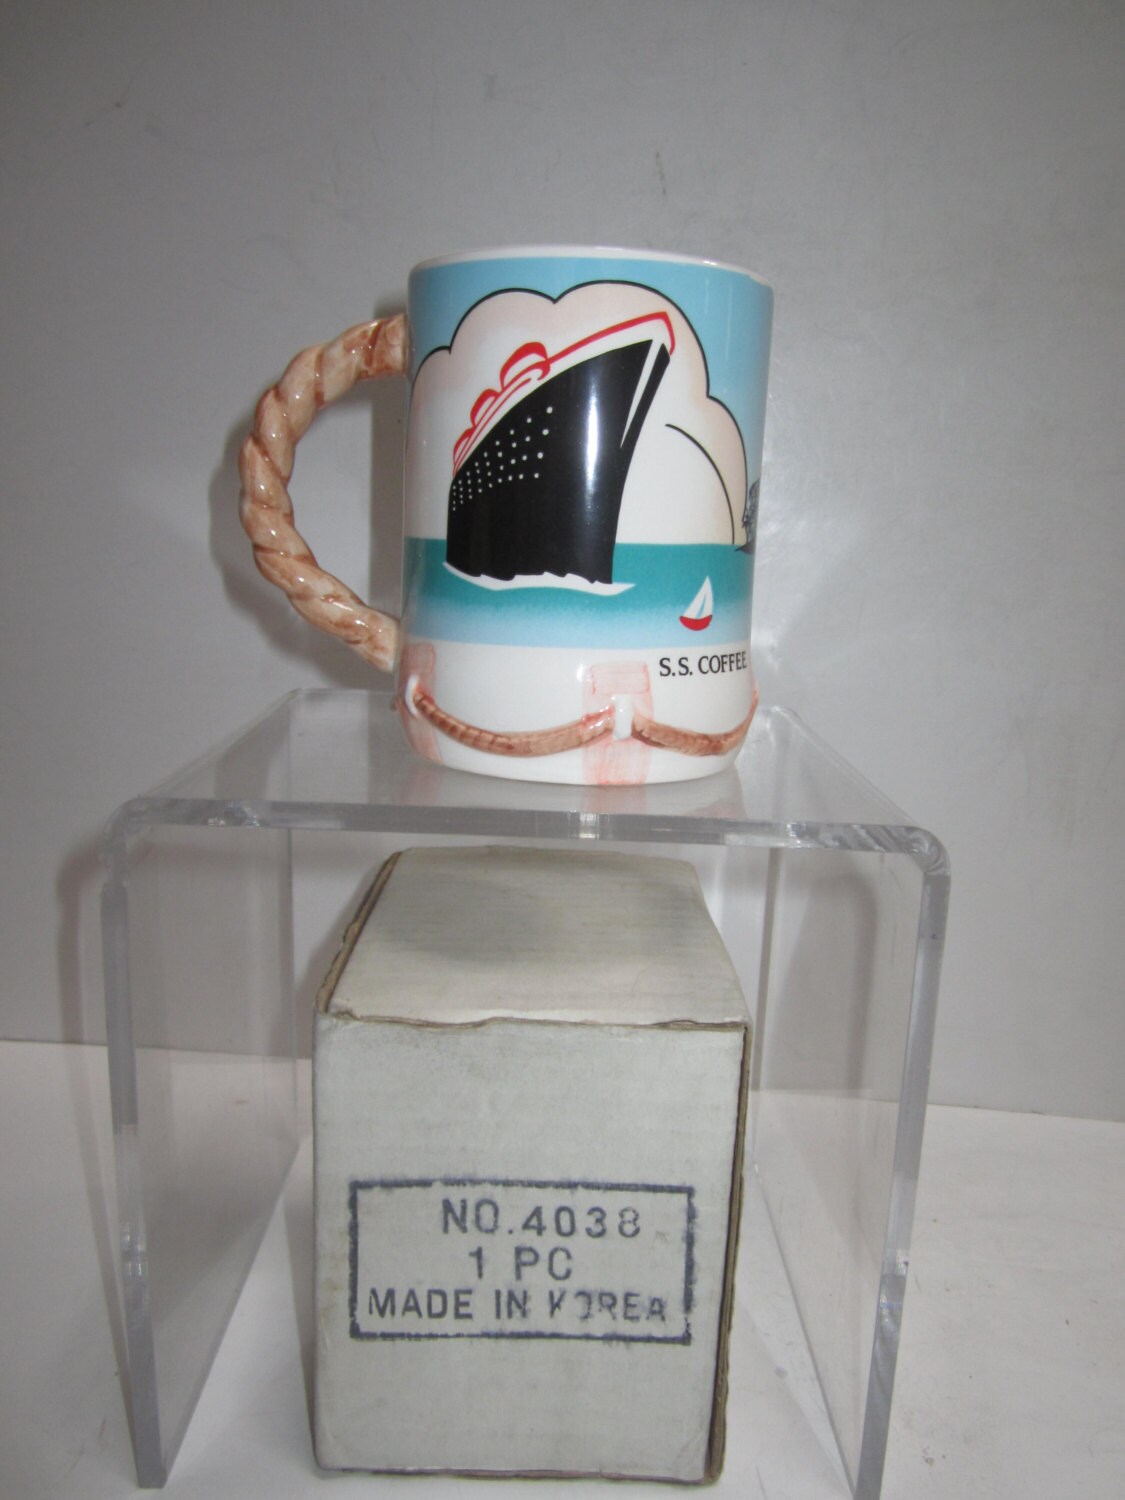 S.S. COFFEE
NO.4038
1 PC
MADE IN KOREA